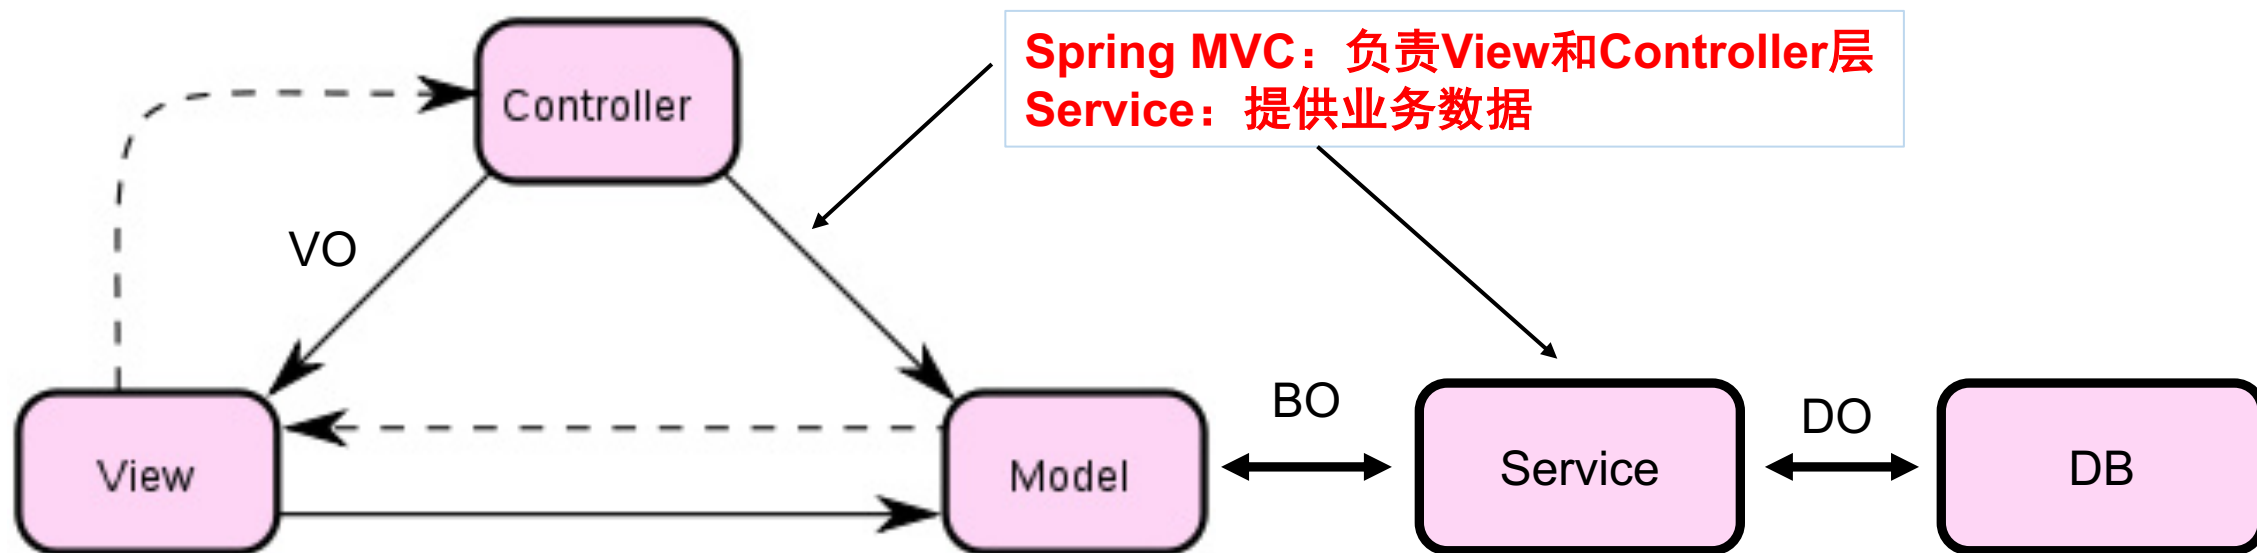 Spring MVC：负责View和Controller层
Service：提供业务数据
Controller
VO
View
Model
BO
Service
DO
DB